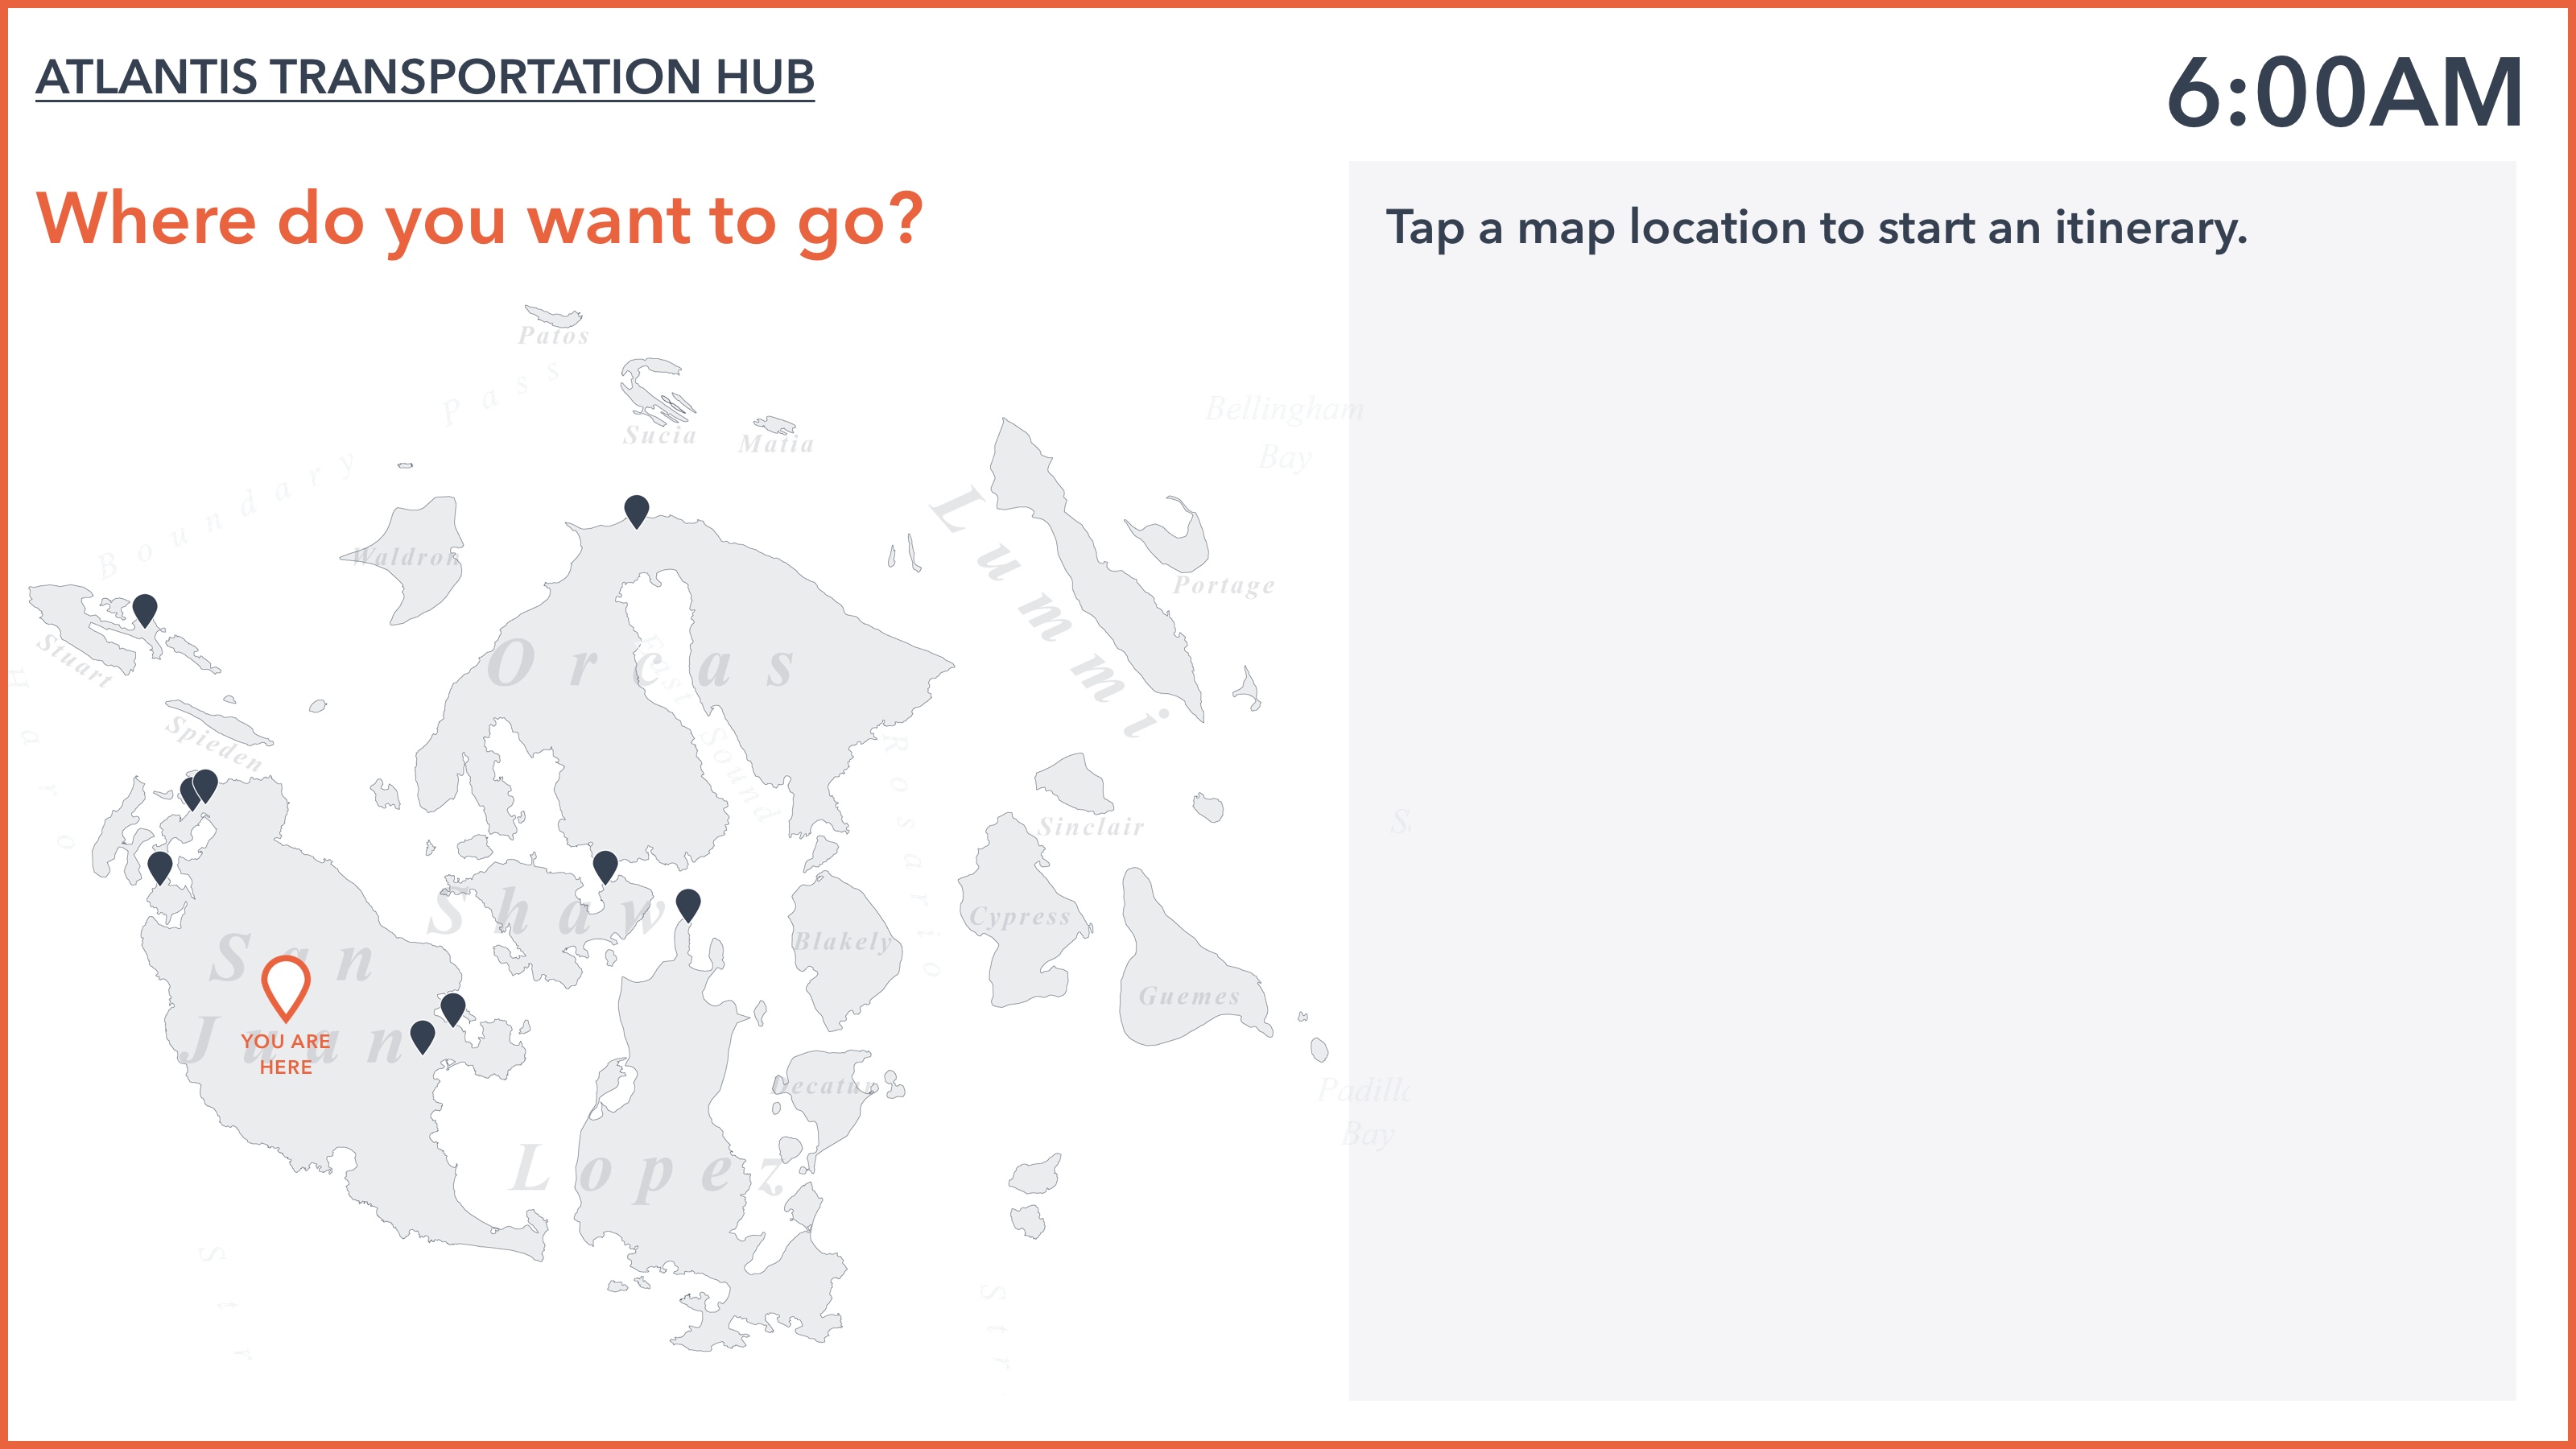 ATLANTIS TRANSPORTATION HUB
6:00AM
Where do you want to go?
Tap a map location to start an itinerary.
Patos
Boundary Pass
Sucia
Matia
Bellingham
Bay
Lummi
Waldron
Portage
Stuart
Orcas
East Sound
Spieden
Haro
Rosario
Sinclair
Shaw
Cypress
Blakely
San
Juan
YOU ARE
HERE
Guemes
Decatur
Bay
Lopez
Str
Str